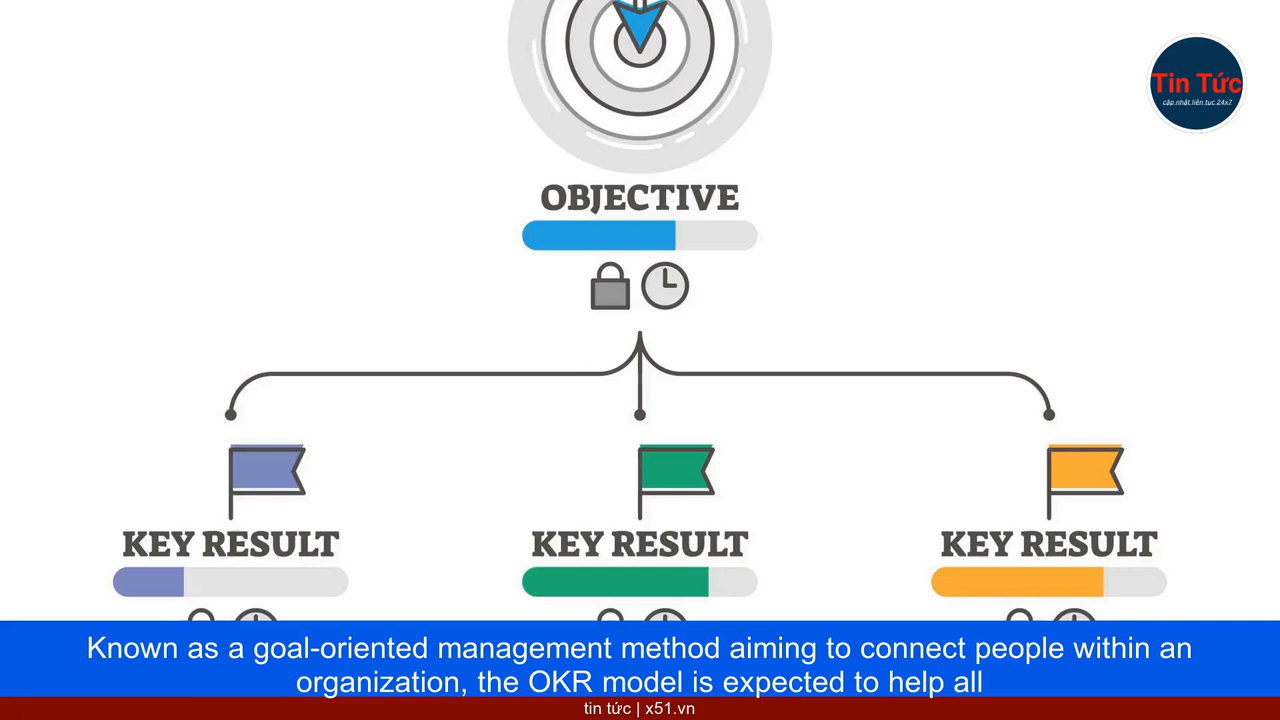 Tin Tức
cập nhật liên tục 24x7
OBJECTIVE
KEY RESULT
KEY RESULT
KEY RESULT
Known as a goal-oriented management method aiming to connect people within an
organization, the OKR model is expected to help all
tin tức | x51.vn